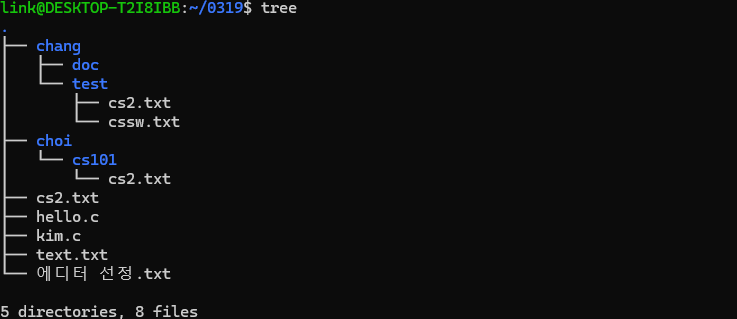 link@DESKTOP-T2I8IBB:~/0319$ tree
.
├── chang
│   ├── doc
│   └── test
│       ├── cs2.txt
│       └── cssw.txt
├── choi
│   └── cs101
│       └── cs2.txt
├── cs2.txt
├── hello.c
├── kim.c
├── text.txt
└── 에디터 선정.txt

5 directories, 8 files